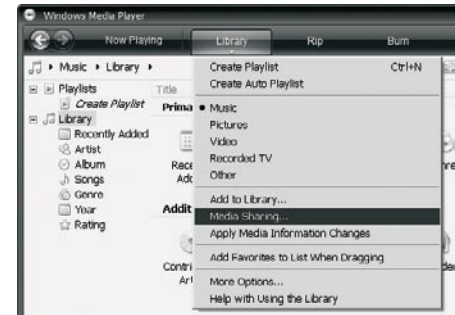 Windows Media Player
Now Playing Library Rip Burn
Music Library
Playlists
Create Playlist
Library
Recently Added
Artist
Album
Songs
Genre
Year
Rating
Title
Prima
Rece
Adc
Addit
Contri
Art
Create Playlist Ctrl+N
Create Auto Playlist
Music
Pictures
Video
Recorded TV
Other
Add to Library...
Media Sharing...
Apply Media Information Changes
Add Favorites to List When Dragging
More Options...
Help with Using the Library